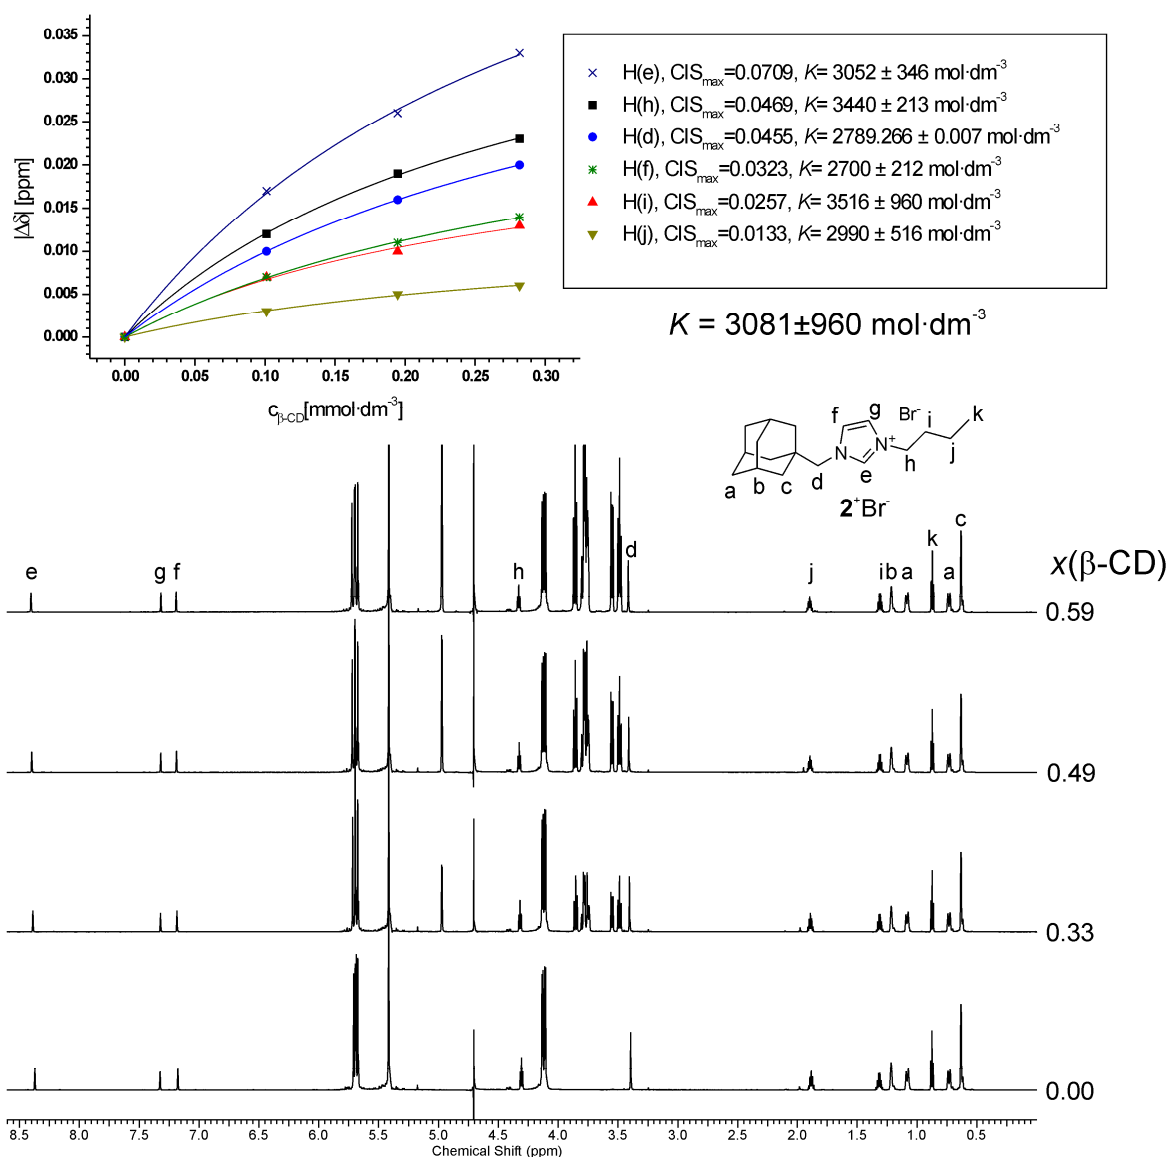 0.035
0.030
0.025
0.020
0.015
0.010
0.005
0.000
|Δδ| [ppm]
0.00 0.05 0.10 0.15 0.20 0.25 0.30
cβ-CD[mmol·dm-3]
H(e), CISmax=0.0709, K= 3052 ± 346 mol·dm-3
H(h), CISmax=0.0469, K= 3440 ± 213 mol·dm-3
H(d), CISmax=0.0455, K= 2789.266 ± 0.007 mol·dm-3
H(f), CISmax=0.0323, K= 2700 ± 212 mol·dm-3
H(i), CISmax=0.0257, K= 3516 ± 960 mol·dm-3
H(j), CISmax=0.0133, K= 2990 ± 516 mol·dm-3
K = 3081±960 mol·dm-3
f g Br- i k
N N+
a b c d e h j
2+Br-
e g f h d j i b a k a c
x(β-CD)
0.59
0.49
0.33
0.00
8.5 8.0 7.5 7.0 6.5 6.0 5.5 5.0 4.5 4.0 3.5 3.0 2.5 2.0 1.5 1.0 0.5
Chemical Shift (ppm)